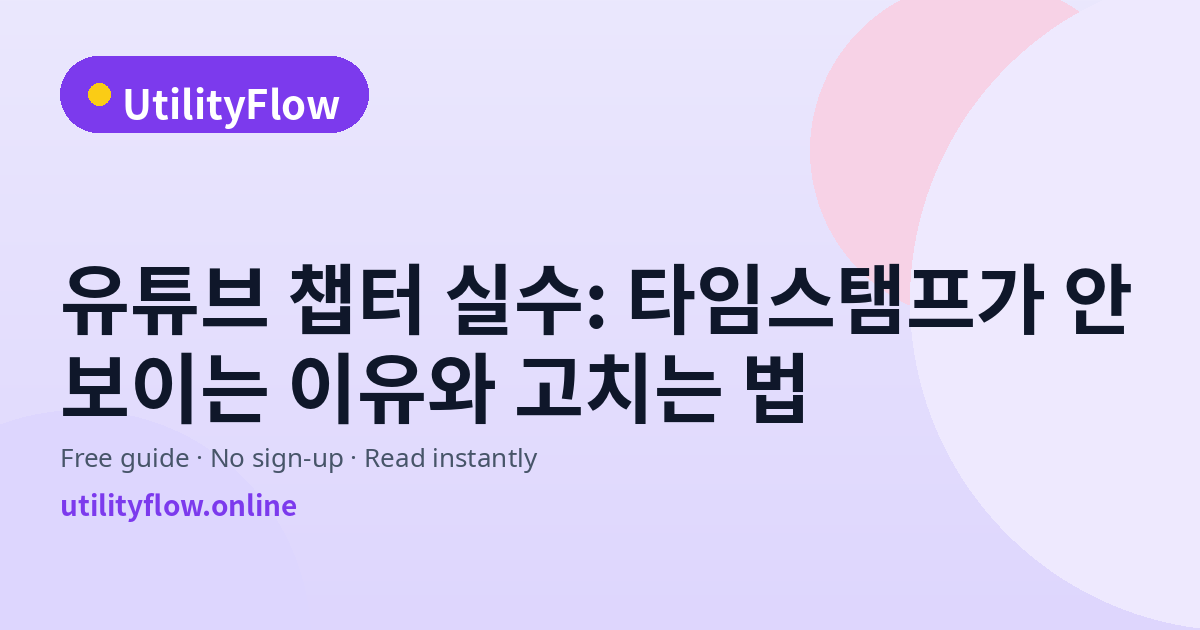 UtilityFlow
유튜브 챕터 실수: 타임스탬프가 안
보이는 이유와 고치는 법
Free guide · No sign-up · Read instantly
utilityflow.online